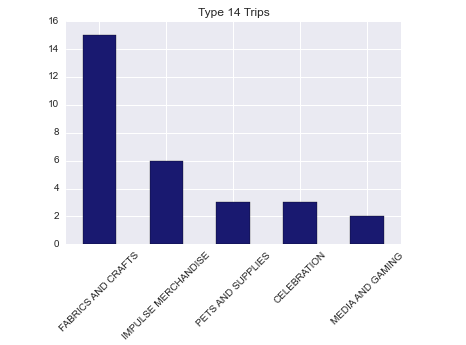 Type 14 Trips
16
14
12
10
8
6
4
2
0
FABRICS AND CRAFTS
IMPULSE MERCHANDISE
PETS AND SUPPLIES
CELEBRATION
MEDIA AND GAMING